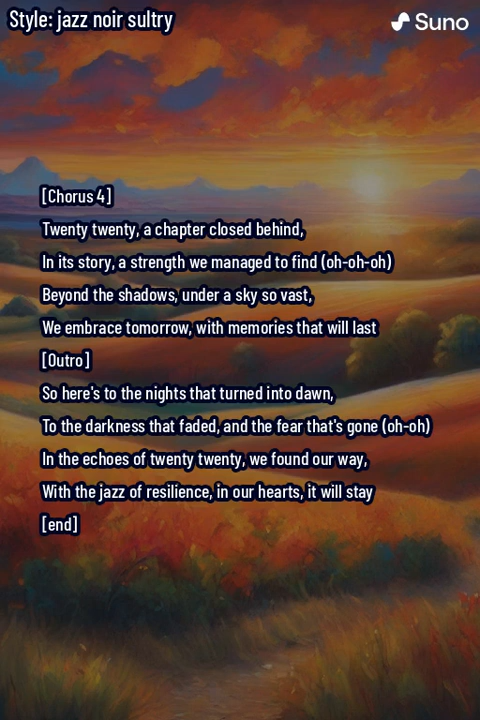 Style: jazz noir sultry
Suno
[Chorus 4]
Twenty twenty, a chapter closed behind,
In its story, a strength we managed to find (oh-oh-oh)
Beyond the shadows, under a sky so vast,
We embrace tomorrow, with memories that will last
[Outro]
So here's to the nights that turned into dawn,
To the darkness that faded, and the fear that's gone (oh-oh)
In the echoes of twenty twenty, we found our way,
With the jazz of resilience, in our hearts, it will stay
[end]